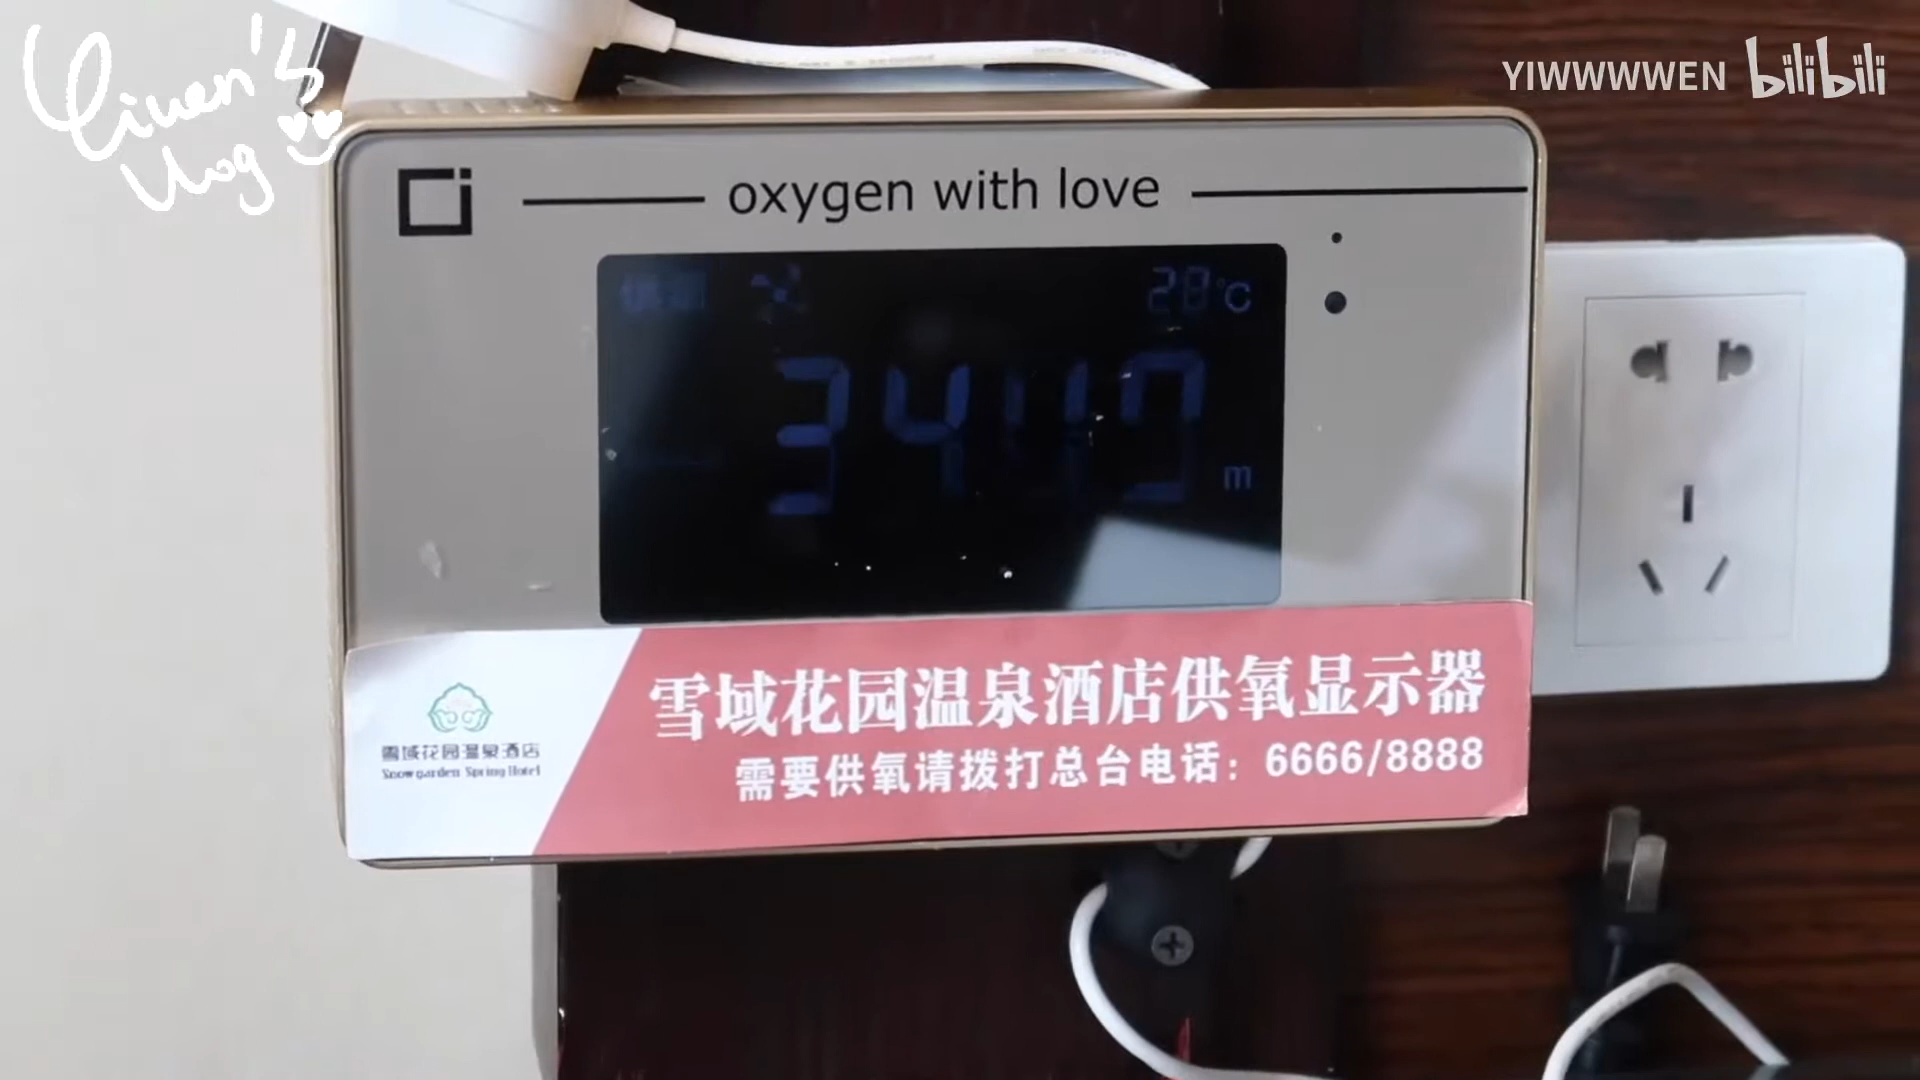 Yiwen's
Vlog
YIWWWWEN bilibili
oxygen with love
28°C
m
雪域花园温泉酒店供氧显示器
雪域花园温泉酒店
Snowgarden Spring Hotel
需要供氧请拨打总台电话：6666/8888